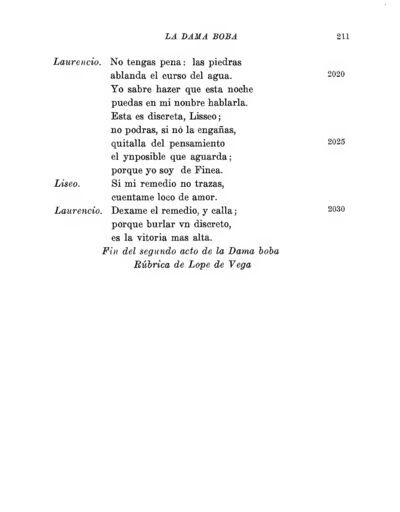 LA DAMA BOBA 211
Laurencio. No tengas pena: las piedras
ablanda el curso del agua. 2020
Yo sabre hazer que esta noche
puedas en mi nonbre hablarla.
Esta es discreta, Lisseo;
no podras, si nó la engañas,
quitalla del pensamiento 2025
el ynposible que aguarda;
porque yo soy de Finea.
Liseo. Si mi remedio no trazas,
cuentame loco de amor.
Laurencio. Dexame el remedio, y calla; 2030
porque burlar vn discreto,
es la vitoria mas alta.
Fin del segundo acto de la Dama boba
Rúbrica de Lope de Vega